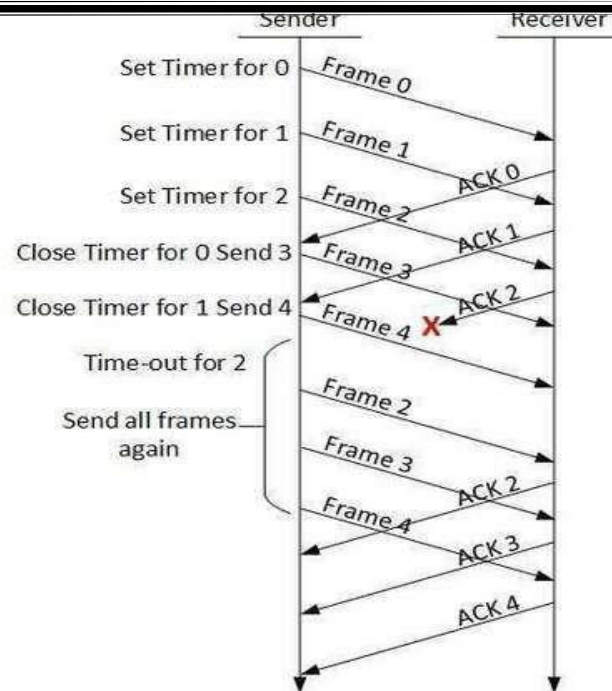 Sender
Receiver
Set Timer for 0
Frame 0
Set Timer for 1
Frame 1
ACK 0
Set Timer for 2
Frame 2
ACK 1
Close Timer for 0 Send 3
Frame 3
ACK 2
Close Timer for 1 Send 4
Frame 4
X
Time-out for 2
Frame 2
Send all frames
again
Frame 3
ACK 2
Frame 4
ACK 3
ACK 4